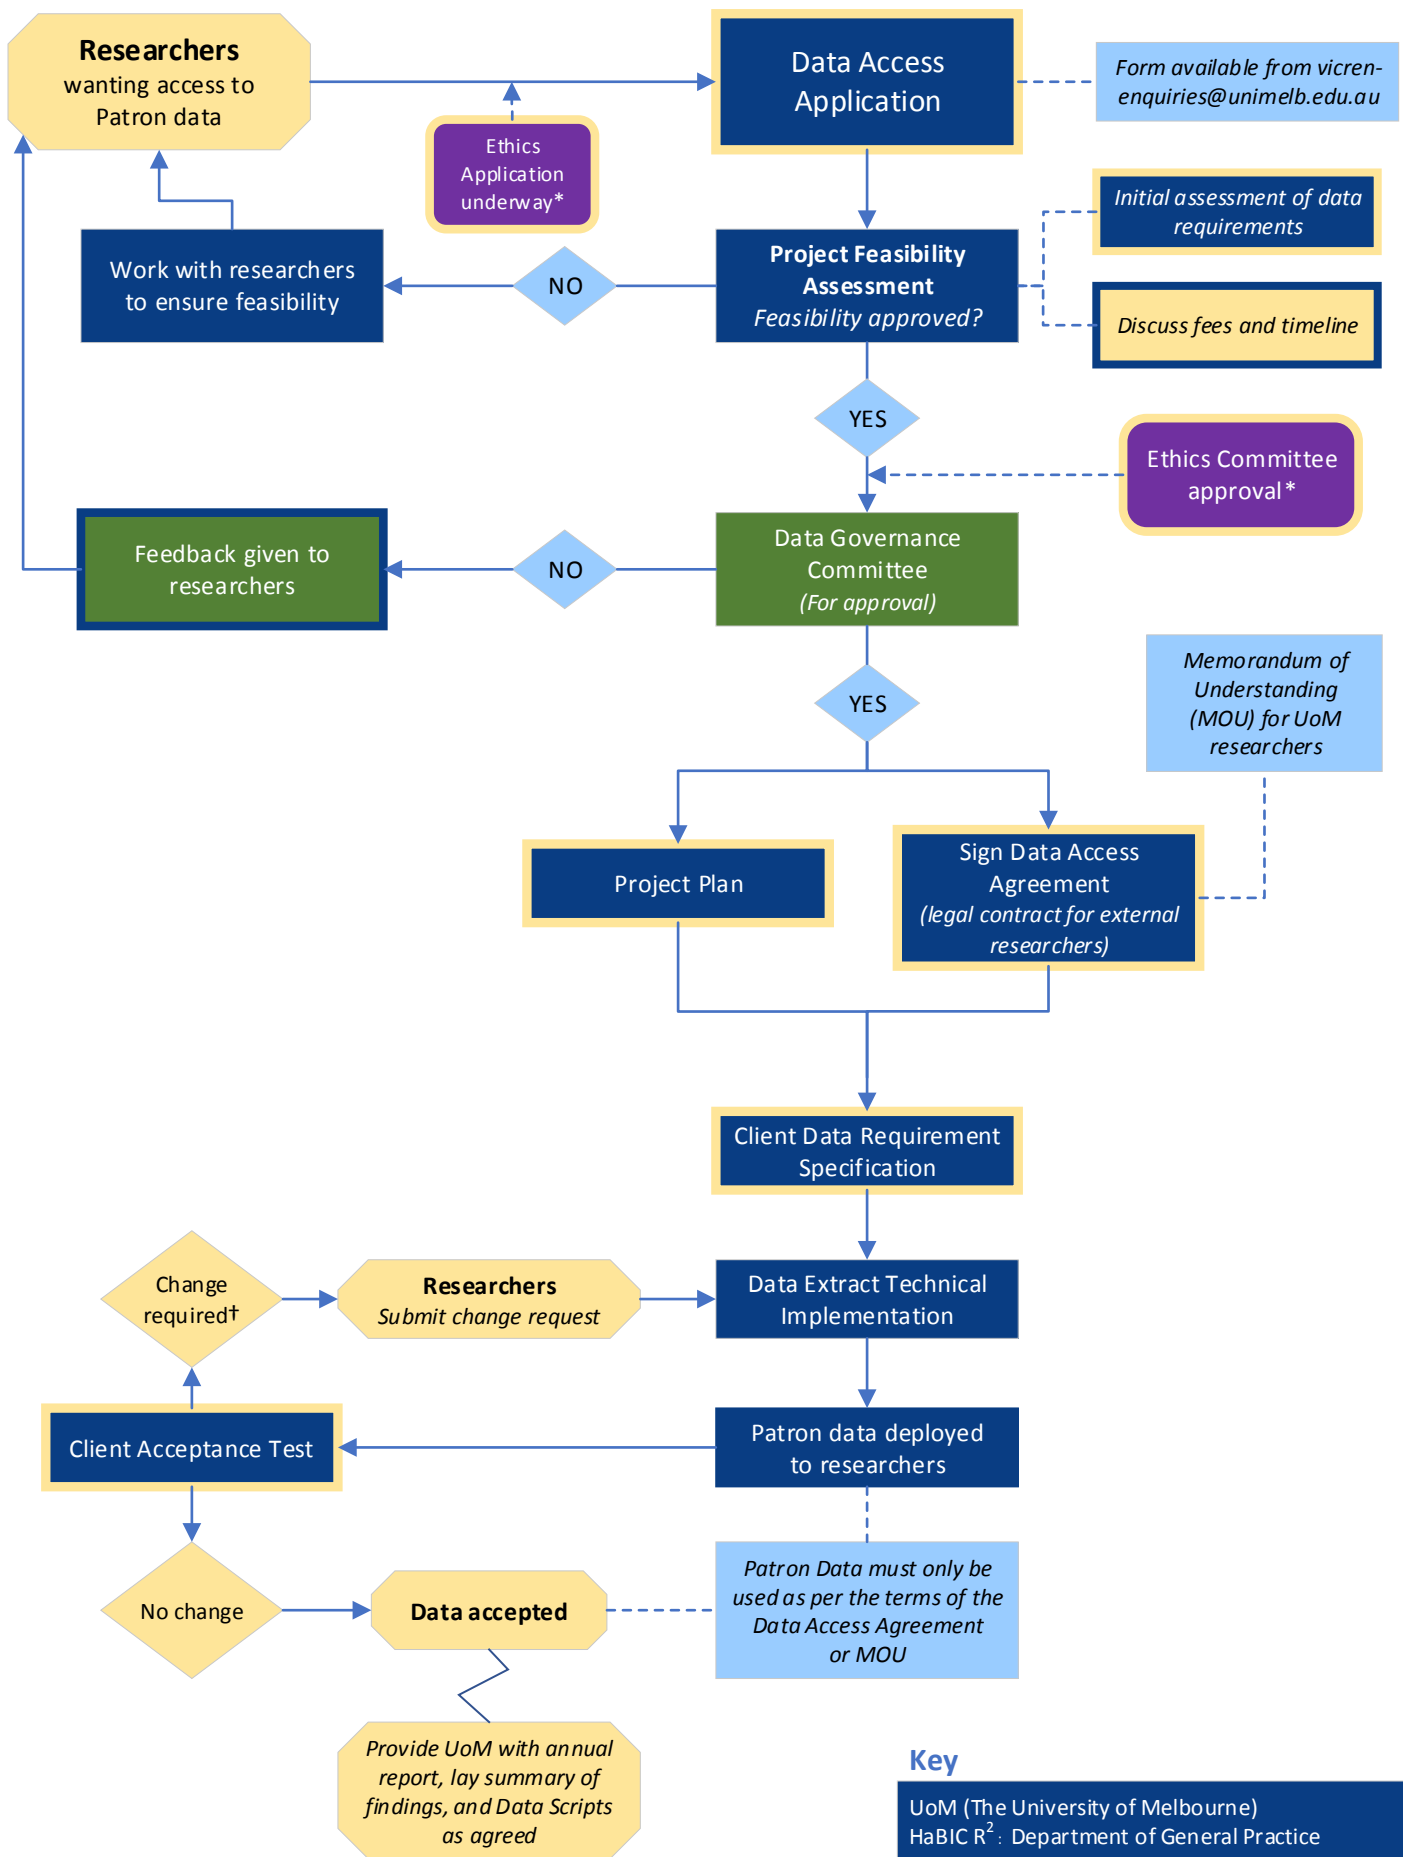 Researchers
wanting access to
Patron data
Data Access
Application
Form available from vicren-
enquiries@unimelb.edu.au
Ethics
Application
underway*
Initial assessment of data
requirements
Work with researchers
to ensure feasibility
NO
Project Feasibility
Assessment
Feasibility approved?
Discuss fees and timeline
YES
Ethics Committee
approval*
Feedback given to
researchers
NO
Data Governance
Committee
(For approval)
YES
Memorandum of
Understanding
(MOU) for UoM
researchers
Project Plan
Sign Data Access
Agreement
(legal contract for external
researchers)
Client Data Requirement
Specification
Change
required†
Researchers
Submit change request
Data Extract Technical
Implementation
Client Acceptance Test
Patron data deployed
to researchers
No change
Data accepted
Patron Data must only be
used as per the terms of the
Data Access Agreement
or MOU
Provide UoM with annual
report, lay summary of
findings, and Data Scripts
as agreed
Key
UoM (The University of Melbourne)
HaBIC R²: Department of General Practice